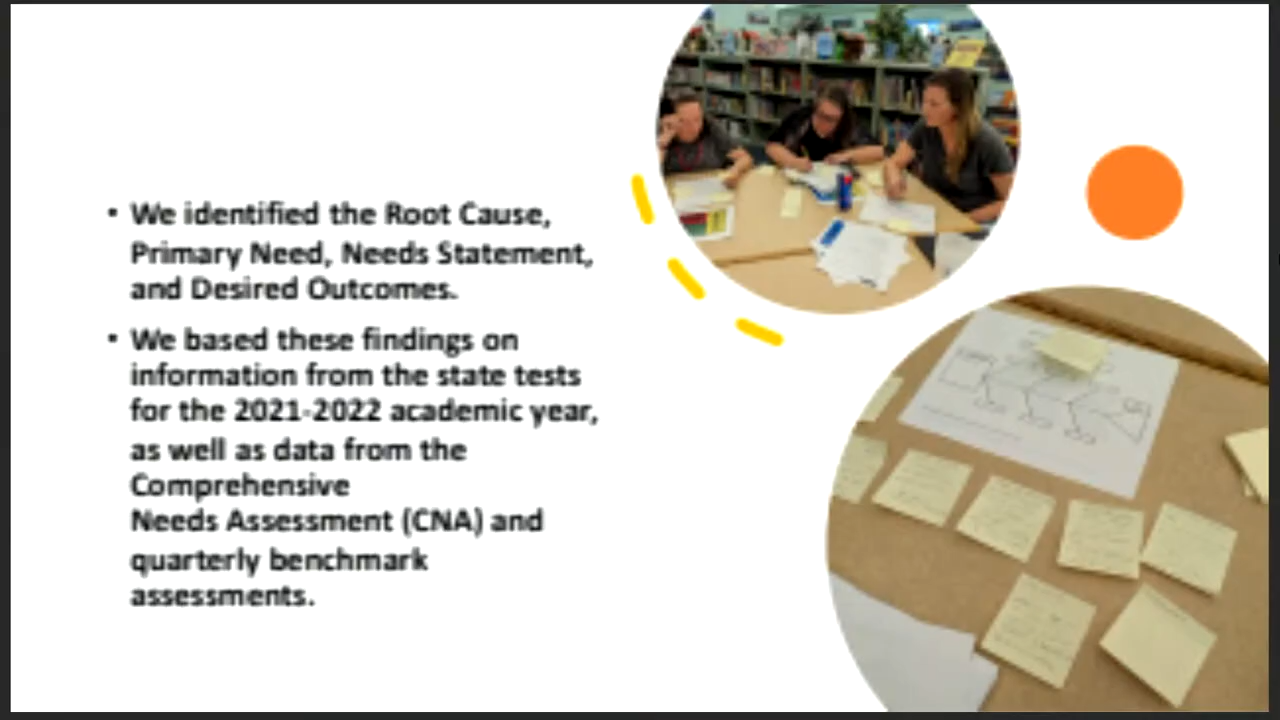 • We identified the Root Cause,
Primary Need, Needs Statement,
and Desired Outcomes.
• We based these findings on
information from the state tests
for the 2021-2022 academic year,
as well as data from the
Comprehensive
Needs Assessment (CNA) and
quarterly benchmark
assessments.